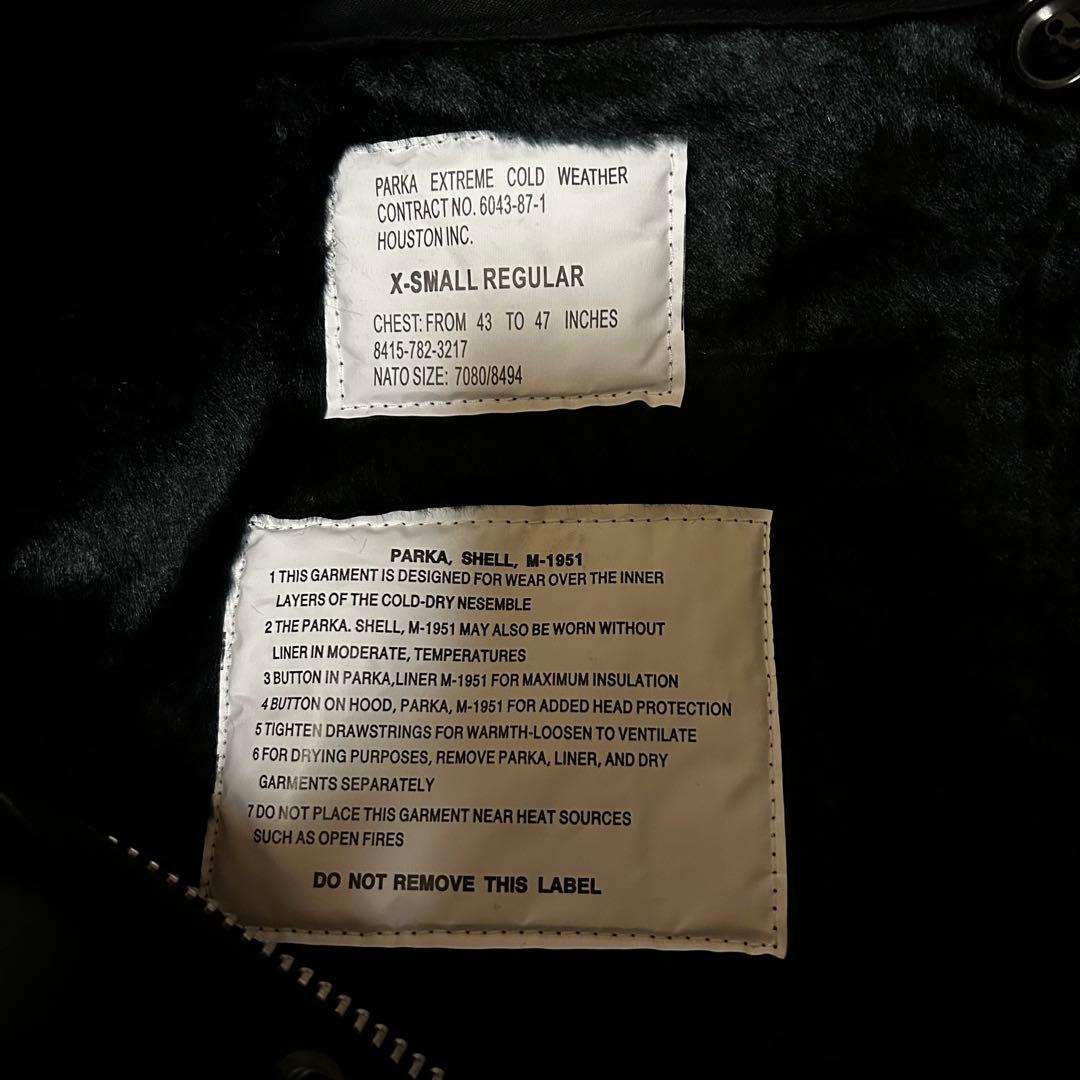 PARKA EXTREME COLD WEATHER
CONTRACT NO. 6043-87-1
HOUSTON INC.
X-SMALL REGULAR
CHEST: FROM 43 TO 47 INCHES
8415-782-3217
NATO SIZE: 7080/8494
PARKA, SHELL, M-1951
1 THIS GARMENT IS DESIGNED FOR WEAR OVER THE INNER
LAYERS OF THE COLD-DRY NESEMBLE
2 THE PARKA. SHELL, M-1951 MAY ALSO BE WORN WITHOUT
LINER IN MODERATE, TEMPERATURES
3 BUTTON IN PARKA,LINER M-1951 FOR MAXIMUM INSULATION
4 BUTTON ON HOOD, PARKA, M-1951 FOR ADDED HEAD PROTECTION
5 TIGHTEN DRAWSTRINGS FOR WARMTH-LOOSEN TO VENTILATE
6 FOR DRYING PURPOSES, REMOVE PARKA, LINER, AND DRY
GARMENTS SEPARATELY
7 DO NOT PLACE THIS GARMENT NEAR HEAT SOURCES
SUCH AS OPEN FIRES
DO NOT REMOVE THIS LABEL